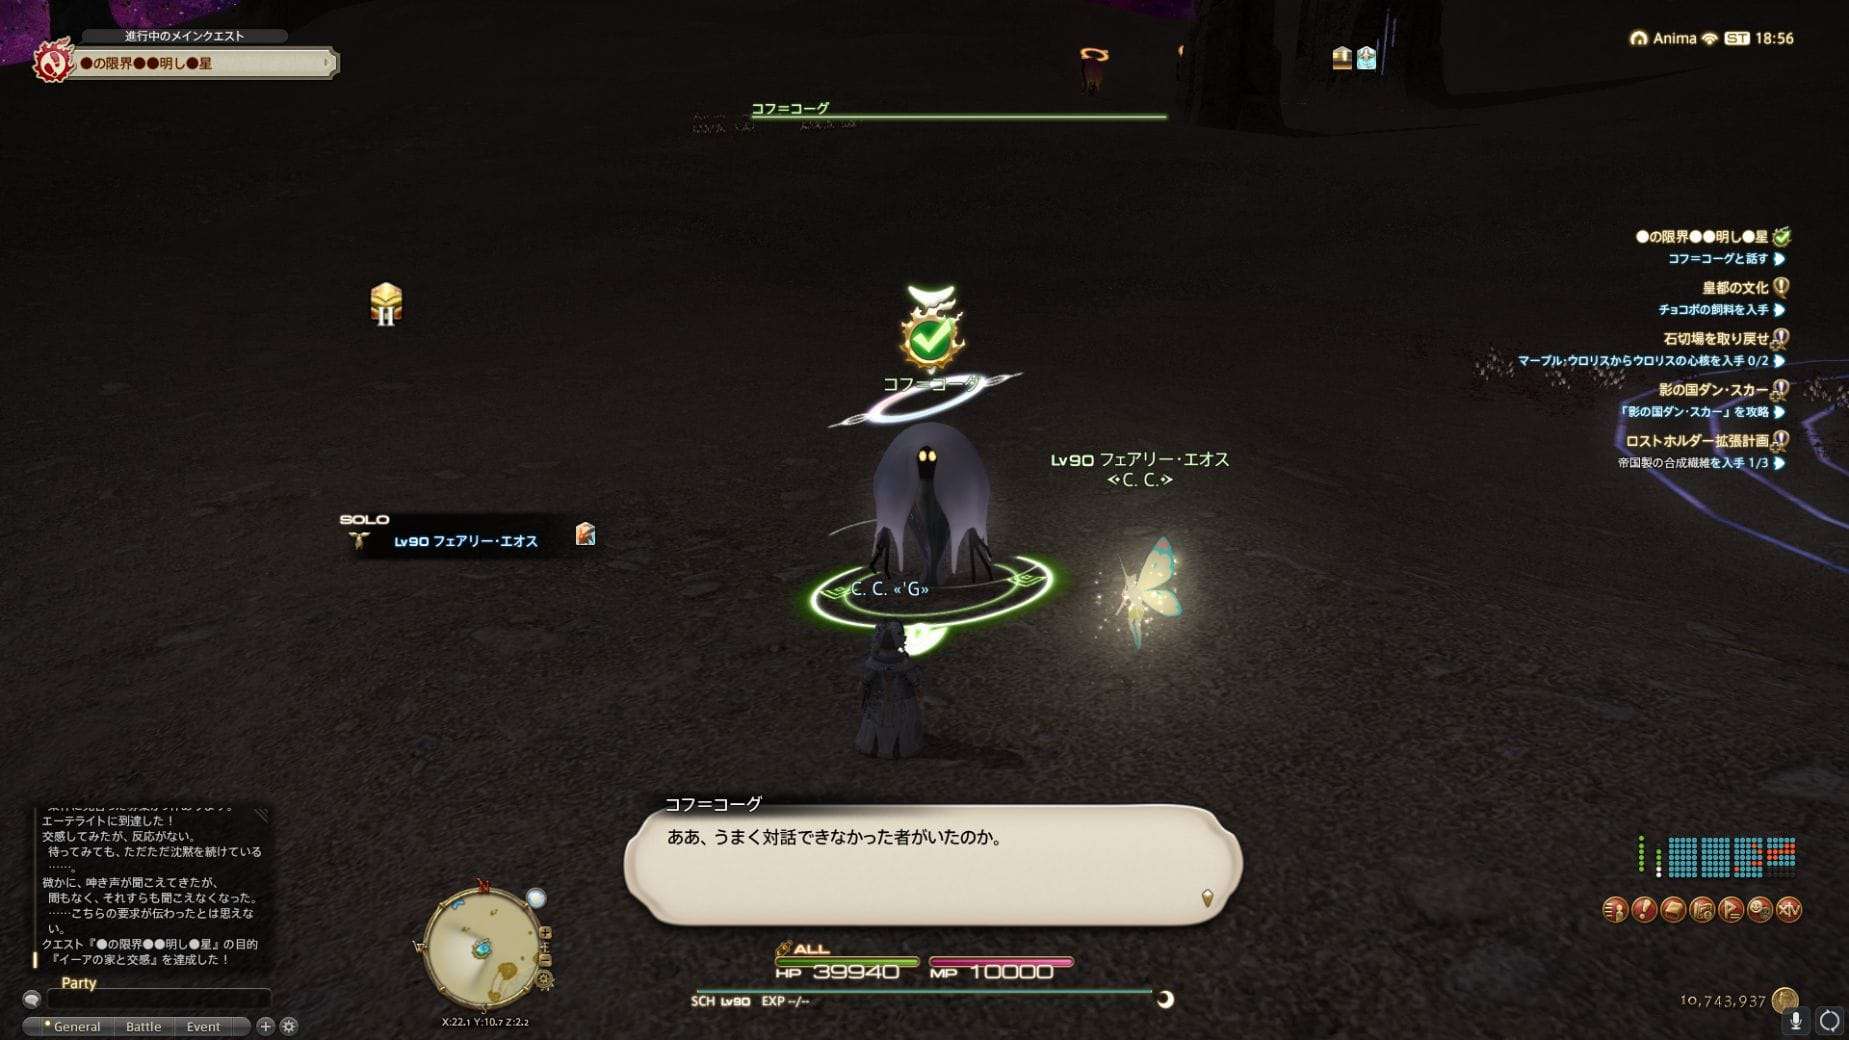 進行中のメインクエスト
●の限界●●明し●星
Anima ST 18:56
コフ＝コーグ
●の限界●●明し●星
コフ＝コーグと話す
皇都の文化
チョコボの飼料を入手
石切場を取り戻せ
マーブル・ウロリスからウロリスの心核を入手 0/2
影の国ダン・スカー
「影の国ダン・スカー」を攻略
ロストホルダー拡張計画
帝国製の合成繊維を入手 1/3
H
コフ＝コーグ
Lv90 フェアリー・エオス
C. C.
SOLO
Lv90 フェアリー・エオス
C. C. «'G»
エーテライトに到達した！
交感してみたが、反応がない。
待ってみても、ただただ沈黙を続けている
……。
微かに、呻き声が聞こえてきたが、
間もなく、それすらも聞こえなくなった。
……こちらの要求が伝わったとは思えな
い。
クエスト『●の限界●●明し●星』の目的
『イーアの家と交感』を達成した！
Party
General Battle Event
N
W
S
X:22.1 Y:10.7 Z:2.2
コフ＝コーグ
ああ、うまく対話できなかった者がいたのか。
ALL
HP 39940 MP 10000
SCH Lv90 EXP --/--
XIV
10,743,937